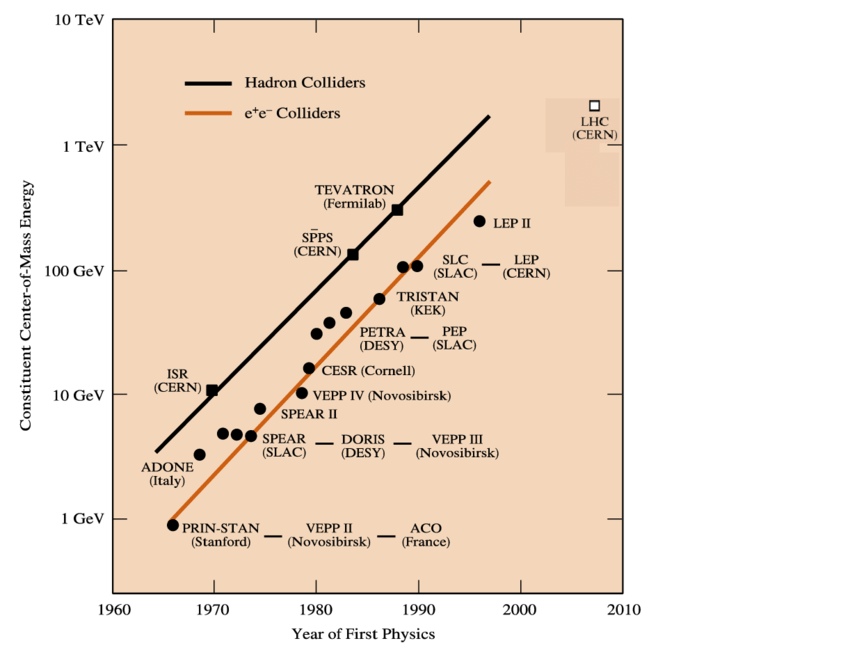 10 TeV
Hadron Colliders
e⁺e⁻ Colliders
LHC
(CERN)
1 TeV
TEVATRON
(Fermilab)
SP̅PS
(CERN)
LEP II
SLC — LEP
(SLAC) (CERN)
100 GeV
TRISTAN
(KEK)
PETRA — PEP
(DESY) (SLAC)
ISR
(CERN)
CESR (Cornell)
10 GeV
VEPP IV (Novosibirsk)
SPEAR II
SPEAR — DORIS — VEPP III
(SLAC) (DESY) (Novosibirsk)
ADONE
(Italy)
1 GeV
PRIN-STAN — VEPP II — ACO
(Stanford) (Novosibirsk) (France)
Constituent Center-of-Mass Energy
1960 1970 1980 1990 2000 2010
Year of First Physics